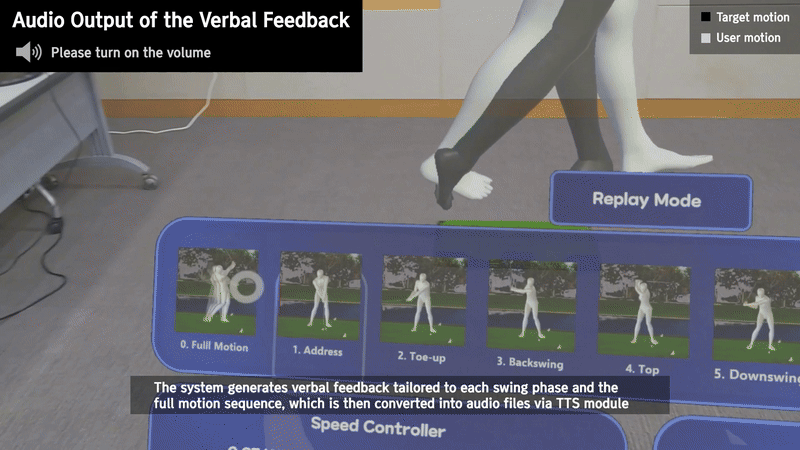 Audio Output of the Verbal Feedback
Please turn on the volume
Target motion
User motion
Replay Mode
0. Fulll Motion
1. Address
2. Toe-up
3. Backswing
4. Top
5. Downswing
The system generates verbal feedback tailored to each swing phase and the
full motion sequence, which is then converted into audio files via TTS module
Speed Controller